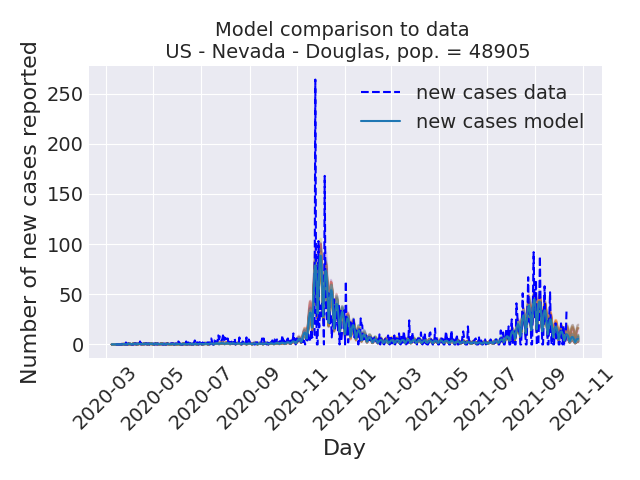 Model comparison to data
US - Nevada - Douglas, pop. = 48905
Number of new cases reported
250
200
150
100
50
0
new cases data
new cases model
2020-03
2020-05
2020-07
2020-09
2020-11
2021-01
2021-03
2021-05
2021-07
2021-09
2021-11
Day